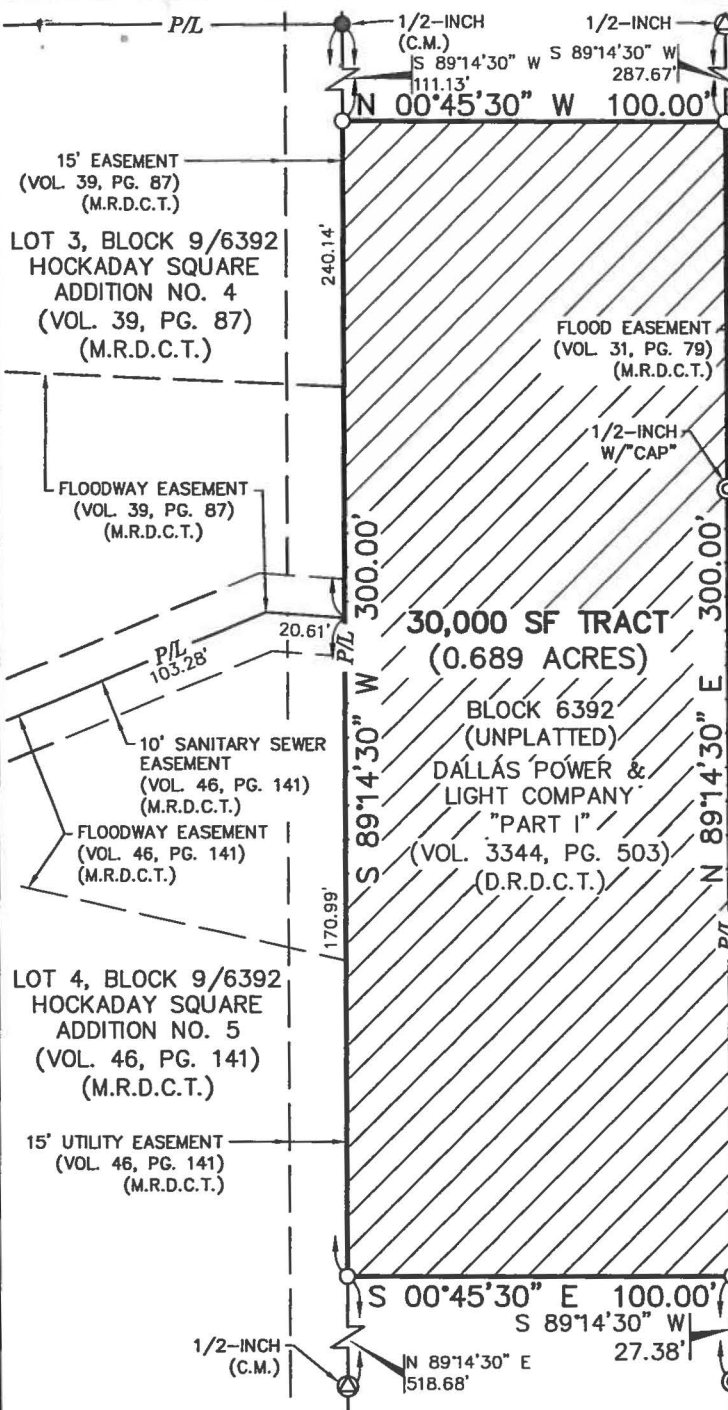 P/L
1/2-INCH
(C.M.)
1/2-INCH
S 89°14'30" W
111.13'
S 89°14'30" W
287.67'
N 00°45'30" W 100.00'
15' EASEMENT
(VOL. 39, PG. 87)
(M.R.D.C.T.)
LOT 3, BLOCK 9/6392
HOCKADAY SQUARE
ADDITION NO. 4
(VOL. 39, PG. 87)
(M.R.D.C.T.)
240.14'
FLOOD EASEMENT
(VOL. 31, PG. 79)
(M.R.D.C.T.)
1/2-INCH
W/"CAP"
FLOODWAY EASEMENT
(VOL. 39, PG. 87)
(M.R.D.C.T.)
S 89°14'30" W 300.00'
N 89°14'30" E 300.00'
20.61'
P/L
P/L
103.28'
30,000 SF TRACT
(0.689 ACRES)
BLOCK 6392
(UNPLATTED)
DALLAS POWER &
LIGHT COMPANY
"PART I"
(VOL. 3344, PG. 503)
(D.R.D.C.T.)
10' SANITARY SEWER
EASEMENT
(VOL. 46, PG. 141)
(M.R.D.C.T.)
FLOODWAY EASEMENT
(VOL. 46, PG. 141)
(M.R.D.C.T.)
170.99'
P/L
LOT 4, BLOCK 9/6392
HOCKADAY SQUARE
ADDITION NO. 5
(VOL. 46, PG. 141)
(M.R.D.C.T.)
15' UTILITY EASEMENT
(VOL. 46, PG. 141)
(M.R.D.C.T.)
S 00°45'30" E 100.00'
S 89°14'30" W
27.38'
1/2-INCH
(C.M.)
N 89°14'30" E
518.68'